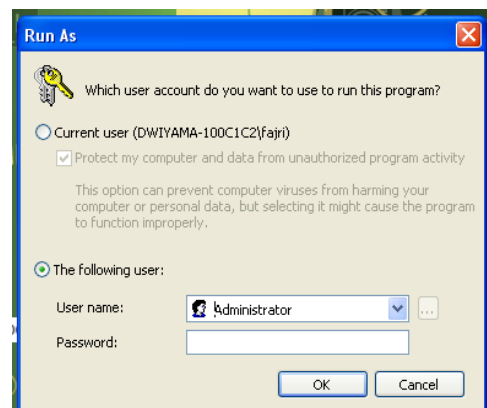 Run As
Which user account do you want to use to run this program?
Current user (DWIYAMA-100C1C2\fajri)
Protect my computer and data from unauthorized program activity
This option can prevent computer viruses from harming your
computer or personal data, but selecting it might cause the program
to function improperly.
The following user:
User name:
Administrator
...
Password:
OK
Cancel